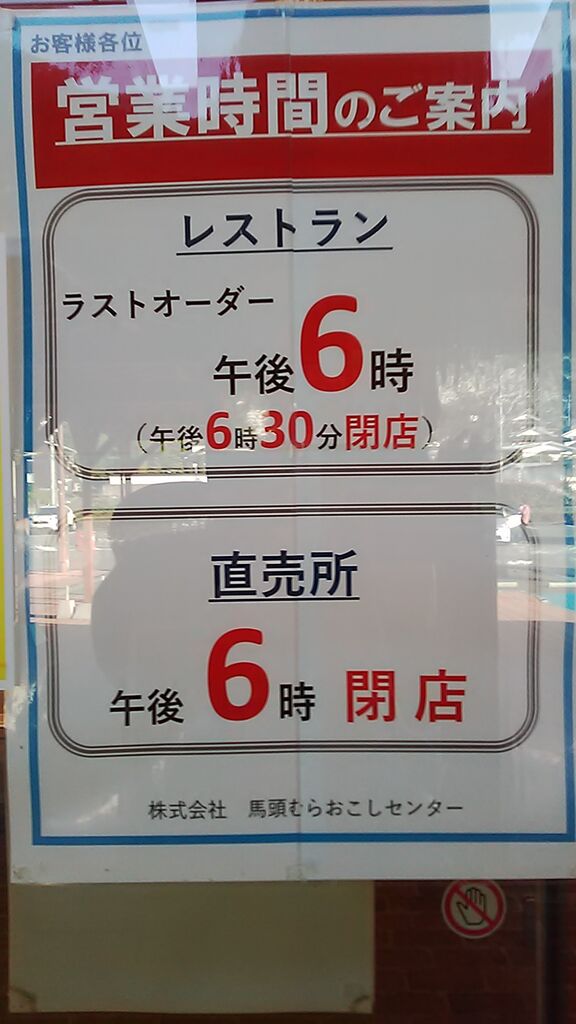 お客様各位
営業時間のご案内
レストラン
ラストオーダー
午後6時
(午後6時30分閉店)
直売所
午後 6時 閉店
株式会社 馬頭むらおこしセンター